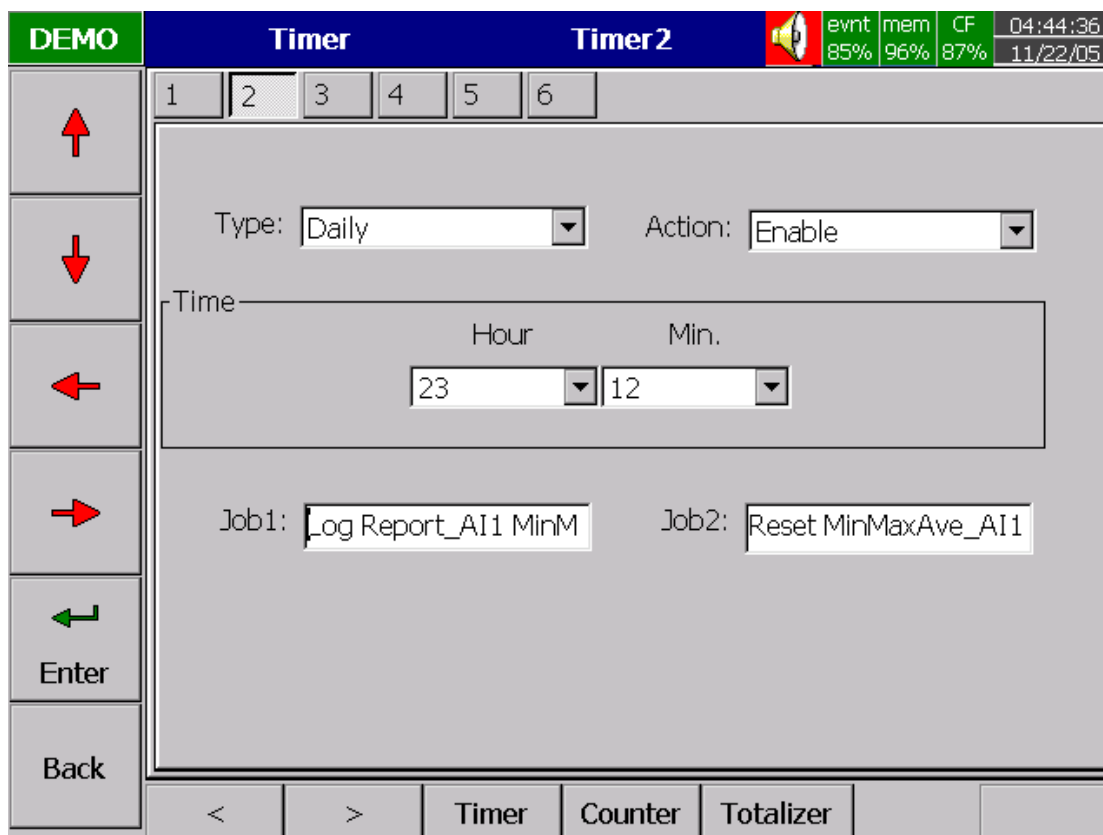 DEMO Timer Timer2 evnt mem CF 04:44:36
85% 96% 87% 11/22/05
1 2 3 4 5 6
Type: Daily Action: Enable
Time
Hour Min.
23 12
Job1: Log Report_AI1 MinM Job2: Reset MinMaxAve_AI1
Enter
Back
< > Timer Counter Totalizer